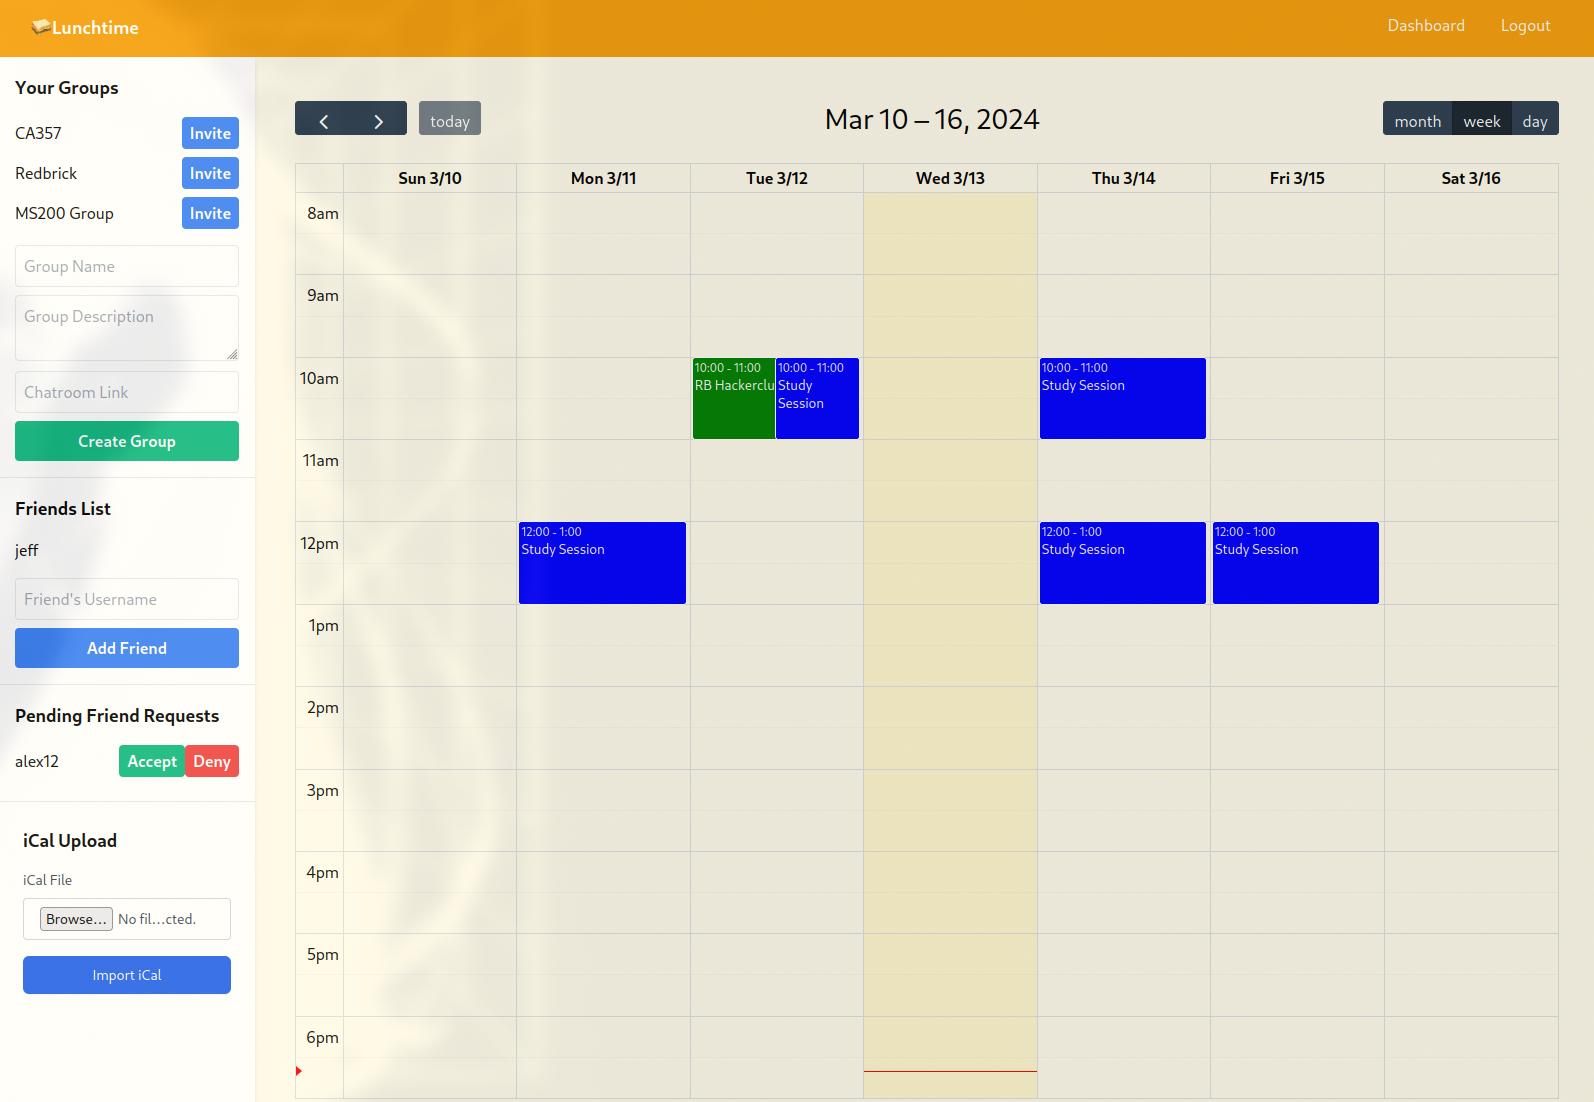 Lunchtime
Dashboard
Logout
Your Groups
CA357
Invite
Redbrick
Invite
MS200 Group
Invite
Group Name
Group Description
Chatroom Link
Create Group
Friends List
jeff
Friend's Username
Add Friend
Pending Friend Requests
alex12
Accept
Deny
iCal Upload
iCal File
Browse...
No fil...cted.
Import iCal
today
Mar 10 – 16, 2024
month
week
day
Sun 3/10
Mon 3/11
Tue 3/12
Wed 3/13
Thu 3/14
Fri 3/15
Sat 3/16
8am
9am
10am
10:00 - 11:00
RB Hackerclu
10:00 - 11:00
Study
Session
10:00 - 11:00
Study Session
11am
12pm
12:00 - 1:00
Study Session
12:00 - 1:00
Study Session
12:00 - 1:00
Study Session
1pm
2pm
3pm
4pm
5pm
6pm